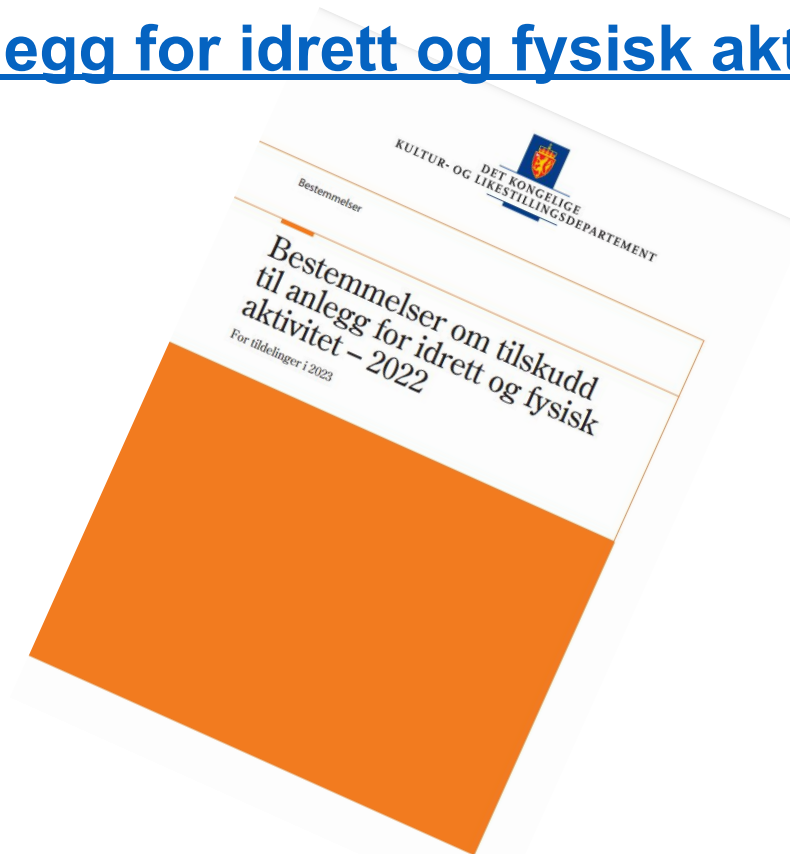 egg for idrett og fysisk akt
DET KONGELIGE
KULTUR- OG LIKESTILLINGSDEPARTEMENT
Bestemmelser
Bestemmelser om tilskudd
til anlegg for idrett og fysisk
aktivitet – 2022
For tildelinger i 2023